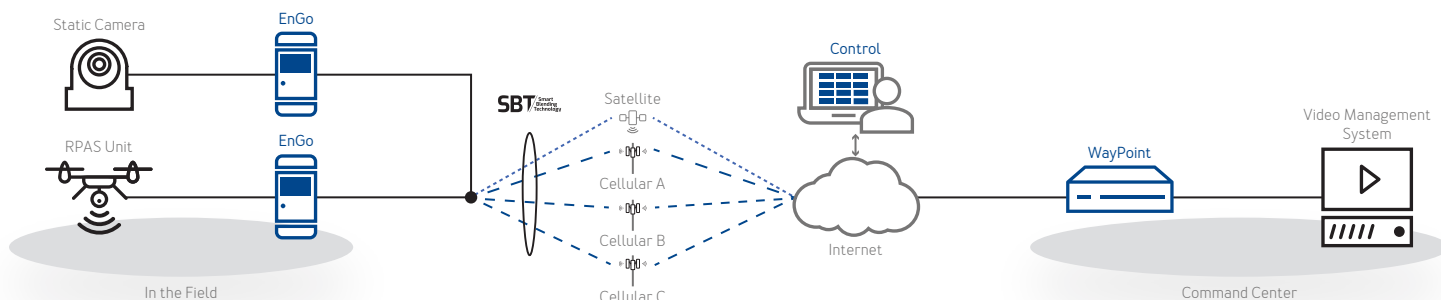 Static Camera
EnGo
RPAS Unit
EnGo
In the Field
SBT Smart
Blending
Technology
Satellite
Cellular A
Cellular B
Cellular C
Control
Internet
WayPoint
Video Management
System
Command Center